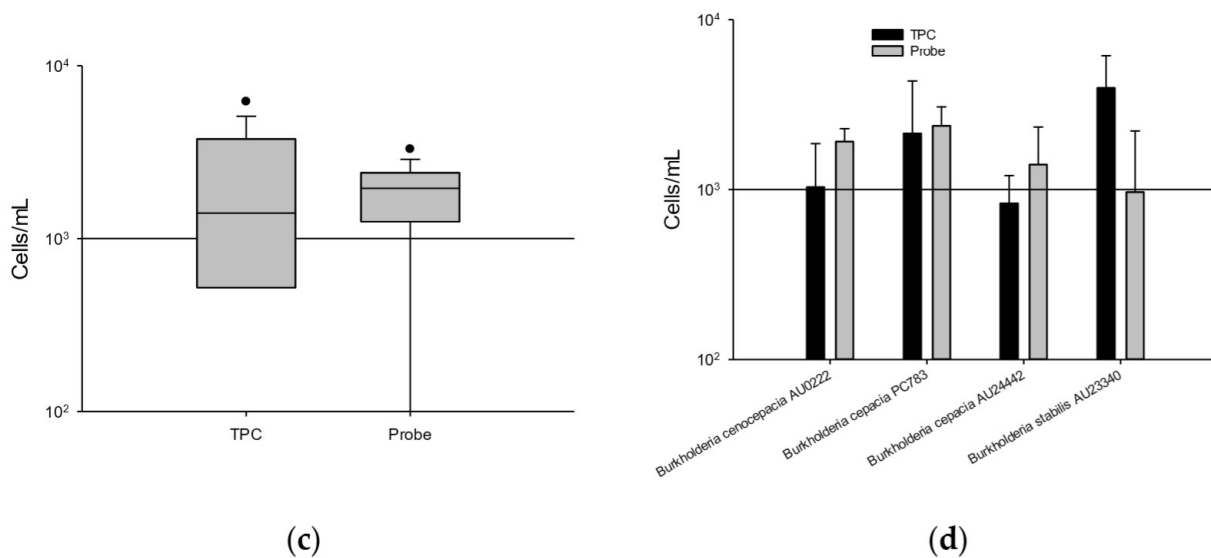 10⁴
Cells/mL
10³
10²
TPC
Probe
(c)
10⁴
TPC
Probe
Cells/mL
10³
10²
Burkholderia cenocepacia AU0222
Burkholderia cepacia PC783
Burkholderia cepacia AU24442
Burkholderia stabilis AU23340
(d)